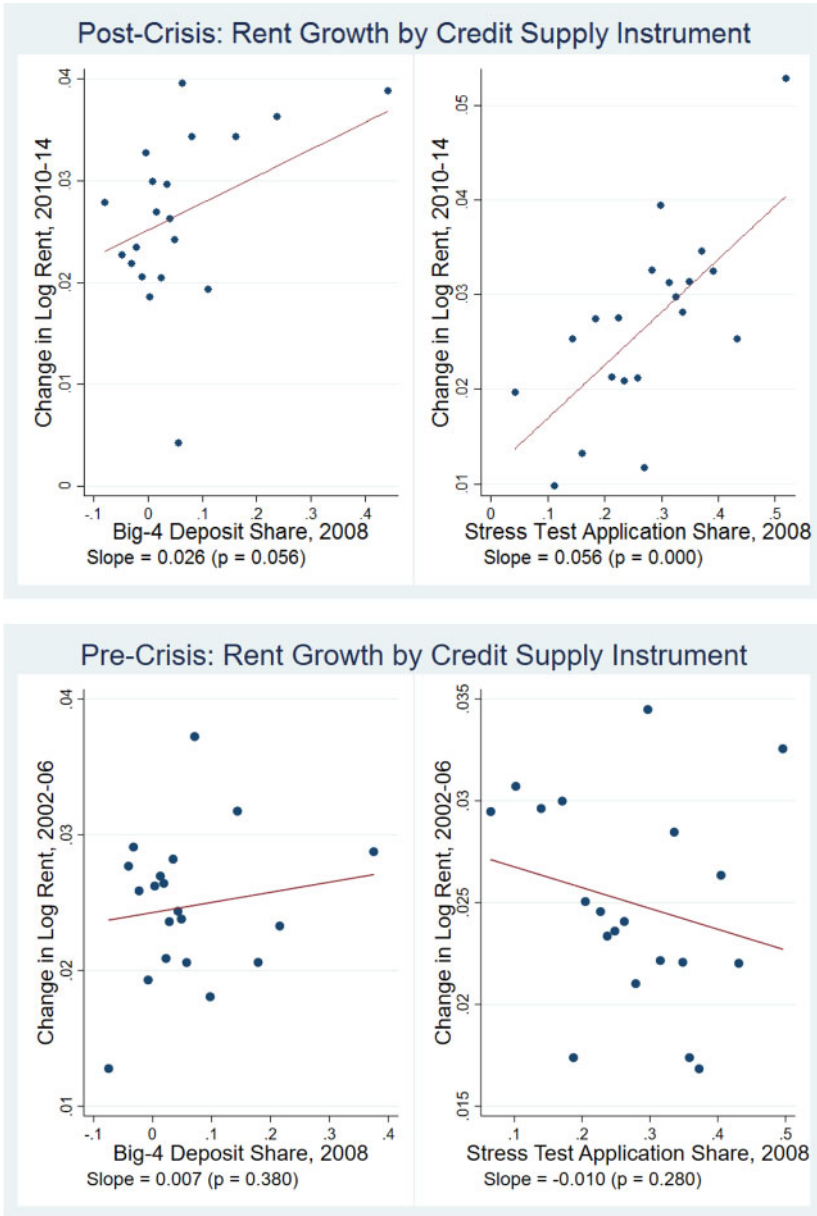 Post-Crisis: Rent Growth by Credit Supply Instrument
Change in Log Rent, 2010-14
.04
.03
.02
.01
0
-.1 0 .1 .2 .3 .4
Big-4 Deposit Share, 2008
Slope = 0.026 (p = 0.056)
Change in Log Rent, 2010-14
.05
.04
.03
.02
.01
0 .1 .2 .3 .4 .5
Stress Test Application Share, 2008
Slope = 0.056 (p = 0.000)
Pre-Crisis: Rent Growth by Credit Supply Instrument
Change in Log Rent, 2002-06
.04
.03
.02
.01
-.1 0 .1 .2 .3 .4
Big-4 Deposit Share, 2008
Slope = 0.007 (p = 0.380)
Change in Log Rent, 2002-06
.035
.03
.025
.02
.015
.1 .2 .3 .4 .5
Stress Test Application Share, 2008
Slope = -0.010 (p = 0.280)